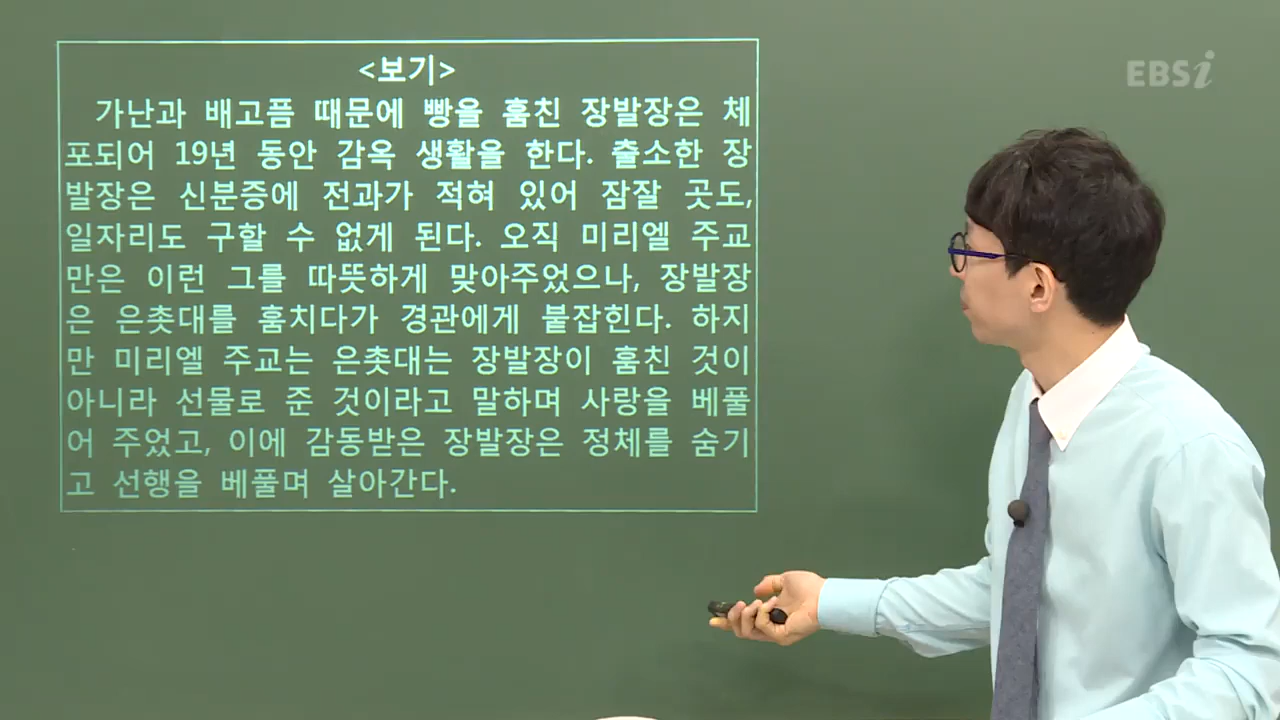 <보기>
가난과 배고픔 때문에 빵을 훔친 장발장은 체
포되어 19년 동안 감옥 생활을 한다. 출소한 장
발장은 신분증에 전과가 적혀 있어 잠잘 곳도,
일자리도 구할 수 없게 된다. 오직 미리엘 주교
만은 이런 그를 따뜻하게 맞아주었으나, 장발장
은 은촛대를 훔치다가 경관에게 붙잡힌다. 하지
만 미리엘 주교는 은촛대는 장발장이 훔친 것이
아니라 선물로 준 것이라고 말하며 사랑을 베풀
어 주었고, 이에 감동받은 장발장은 정체를 숨기
고 선행을 베풀며 살아간다.
EBSi